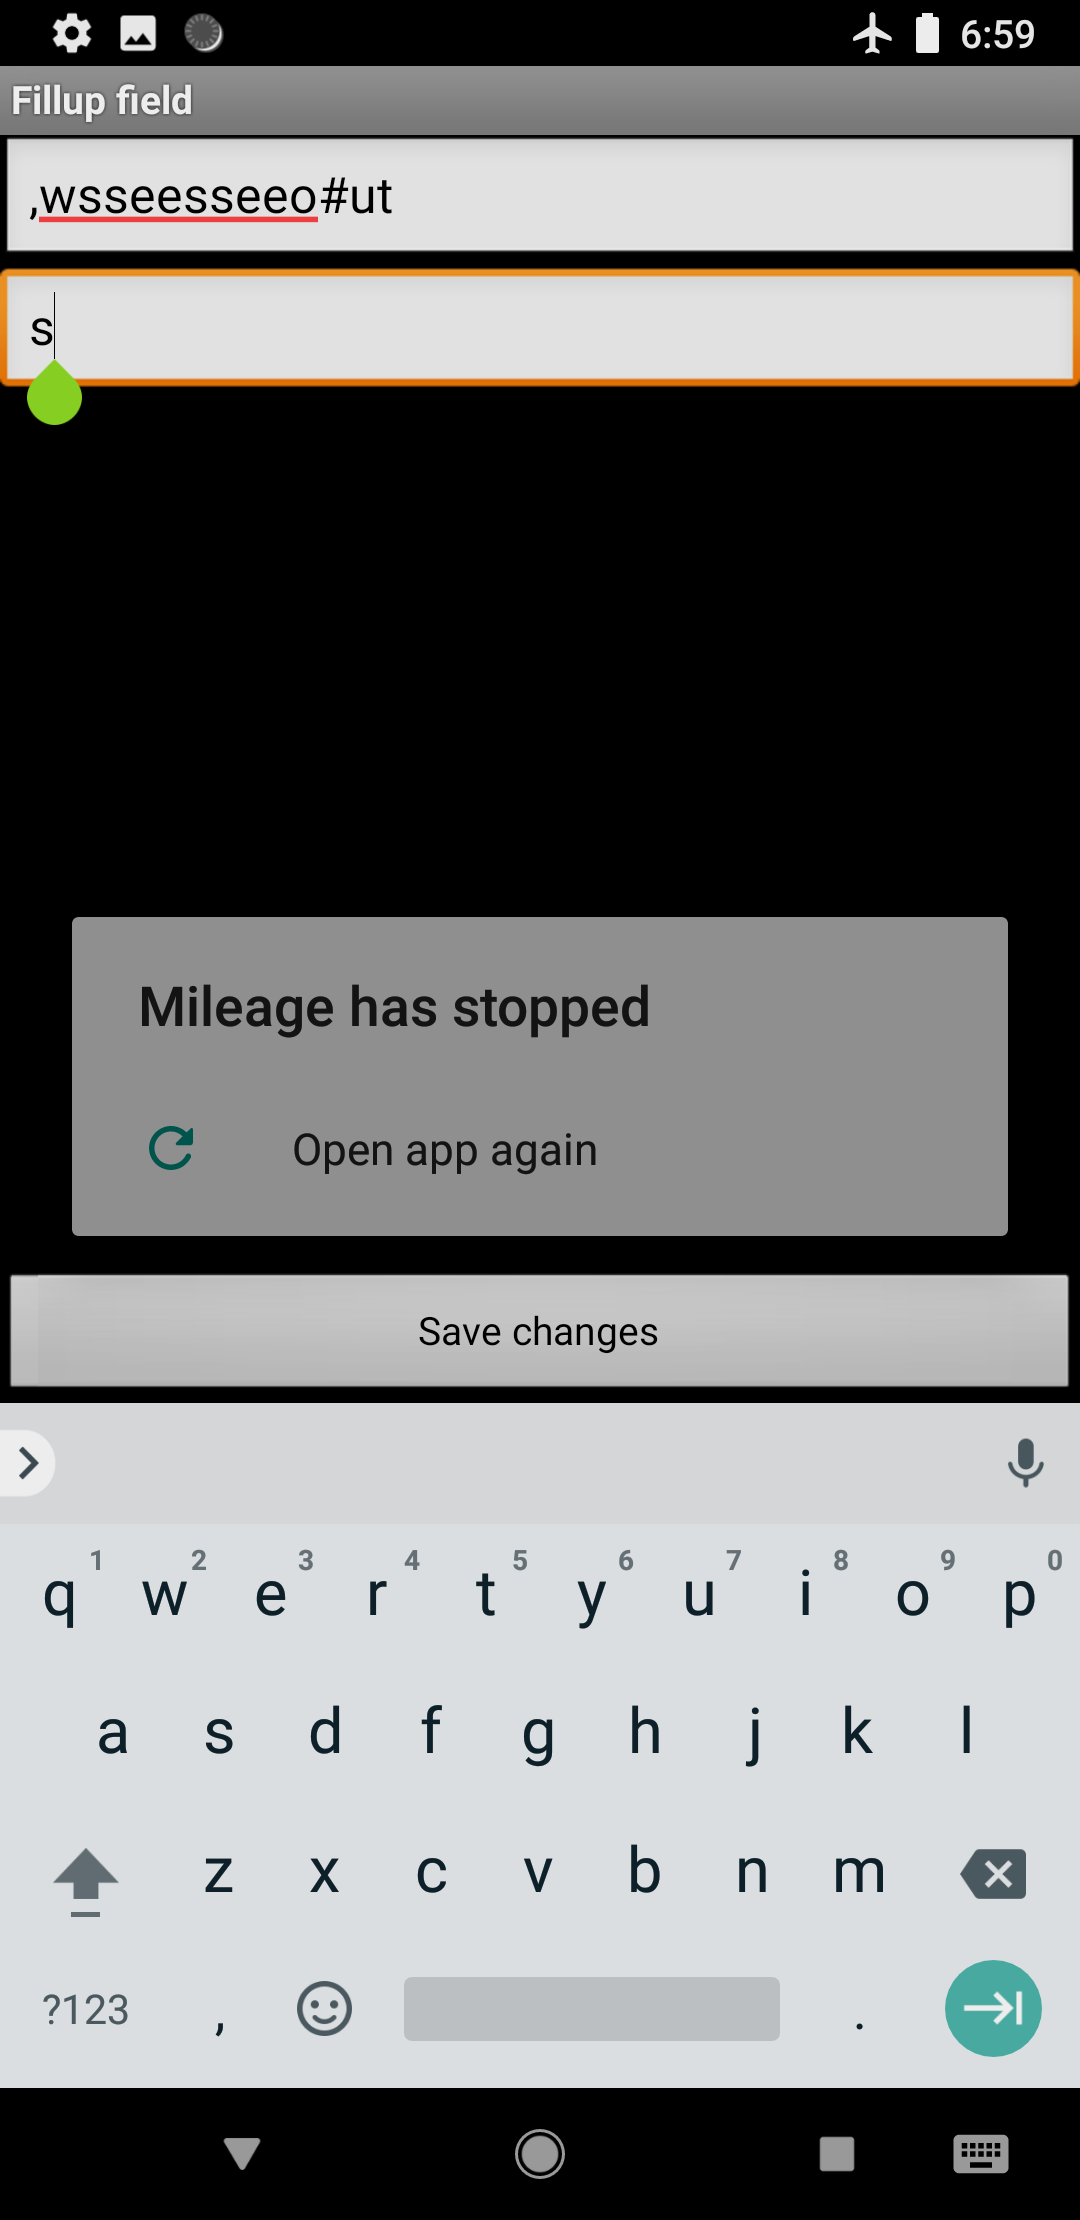 6:59
Fillup field
,wsseesseeo#ut
s
Mileage has stopped
Open app again
Save changes
1 2 3 4 5 6 7 8 9 0
q w e r t y u i o p
a s d f g h j k l
z x c v b n m
?123 , .